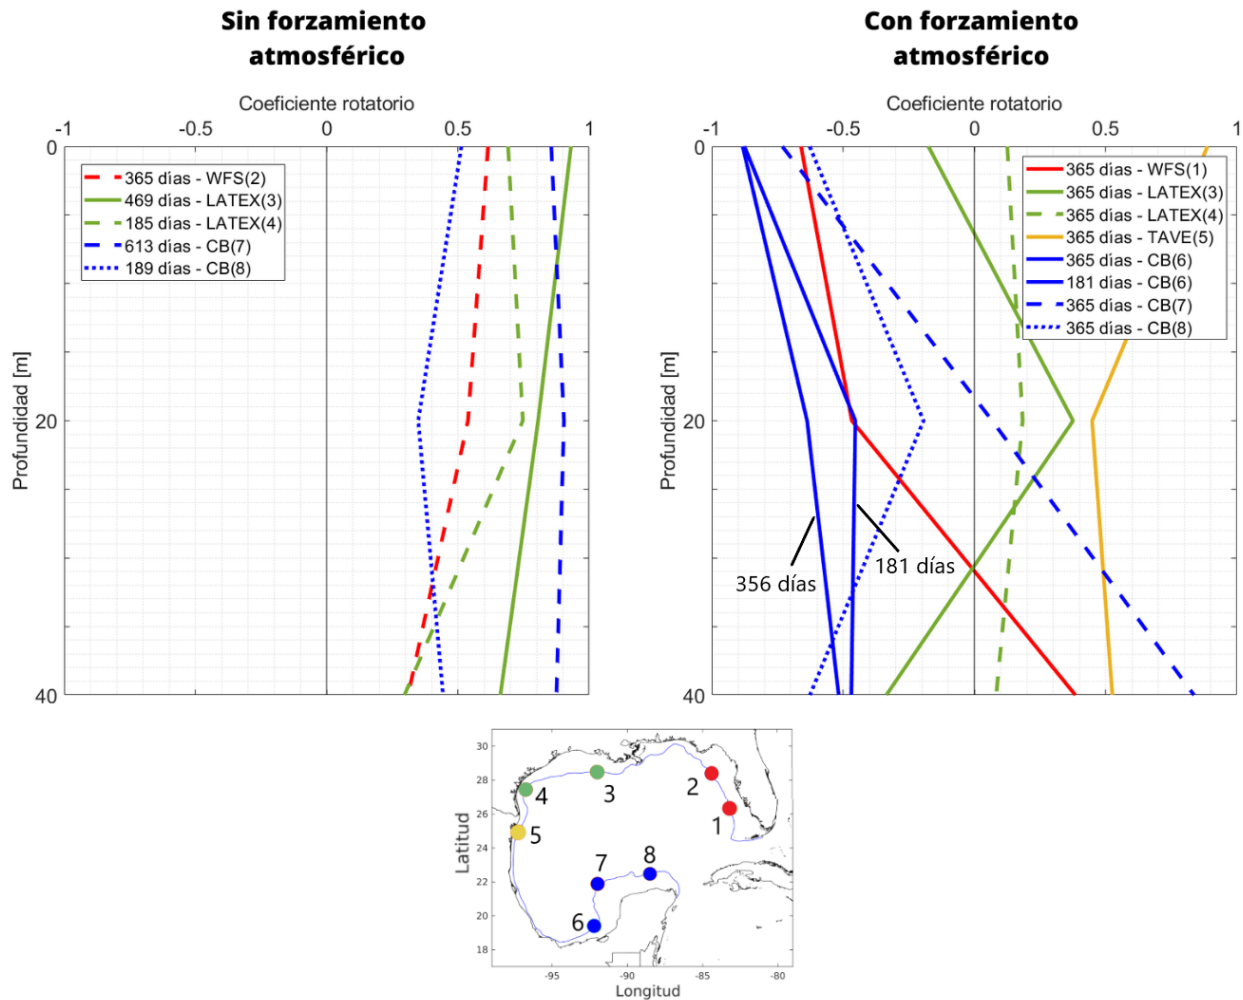 Sin forzamiento
atmosférico
Coeficiente rotatorio
-1 -0.5 0 0.5 1
0
20
40
Profundidad [m]
365 días - WFS(2)
469 días - LATEX(3)
185 días - LATEX(4)
613 días - CB(7)
189 días - CB(8)
Con forzamiento
atmosférico
Coeficiente rotatorio
-1 -0.5 0 0.5 1
0
20
40
Profundidad [m]
365 días - WFS(1)
365 días - LATEX(3)
365 días - LATEX(4)
365 días - TAVE(5)
365 días - CB(6)
181 días - CB(6)
365 días - CB(7)
365 días - CB(8)
356 días
181 días
30
28
26
24
22
20
18
Latitud
1
2
3
4
5
6
7
8
-95 -90 -85 -80
Longitud